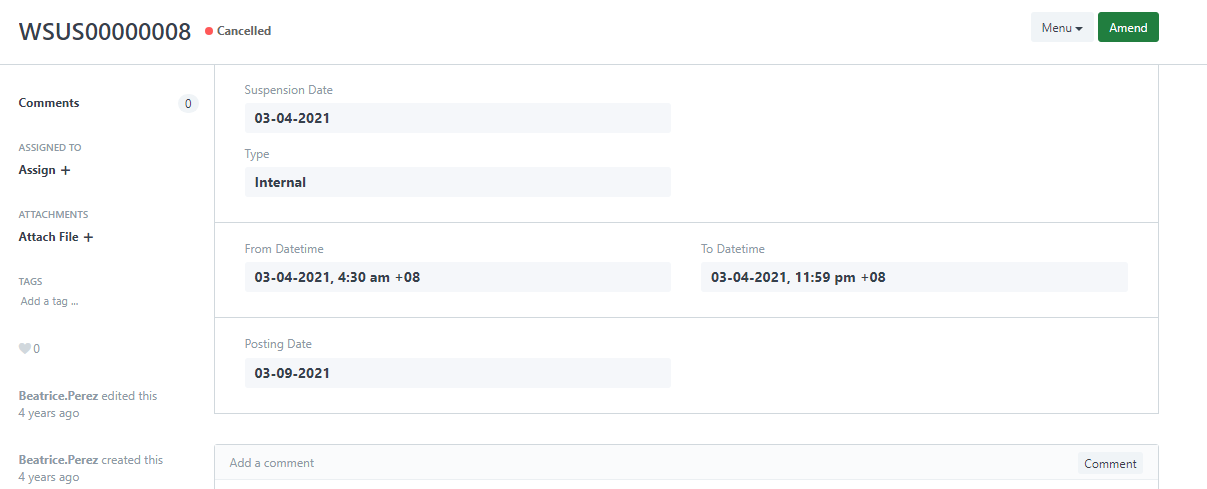 WSUS00000008 Cancelled Menu Amend
Comments 0
ASSIGNED TO
Assign +
ATTACHMENTS
Attach File +
TAGS
Add a tag ...
0
Beatrice.Perez edited this
4 years ago
Beatrice.Perez created this
4 years ago
Suspension Date
03-04-2021
Type
Internal
From Datetime
03-04-2021, 4:30 am +08
To Datetime
03-04-2021, 11:59 pm +08
Posting Date
03-09-2021
Add a comment Comment